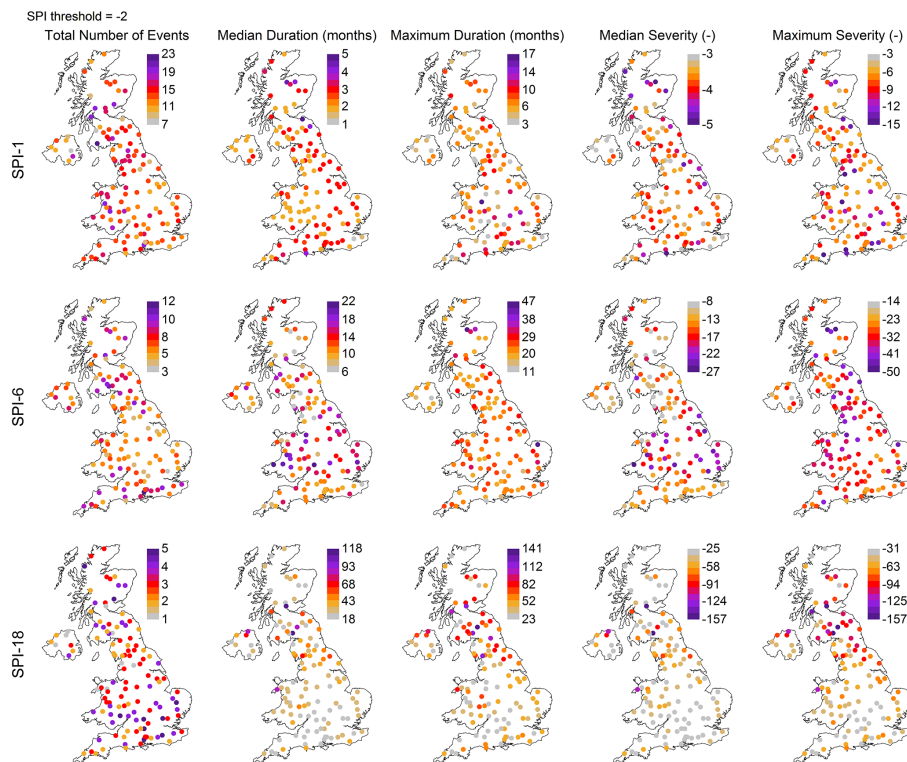 SPI threshold = -2
Total Number of Events Median Duration (months) Maximum Duration (months) Median Severity (-) Maximum Severity (-)
SPI-1
23 5 17 -3 -3
19 4 14 -6
15 3 10 -4 -9
11 2 6 -12
7 1 3 -5 -15
SPI-6
12 22 47 -8 -14
10 18 38 -13 -23
8 14 29 -17 -32
5 10 20 -22 -41
3 6 11 -27 -50
SPI-18
5 118 141 -25 -31
4 93 112 -58 -63
3 68 82 -91 -94
2 43 52 -124 -125
1 18 23 -157 -157